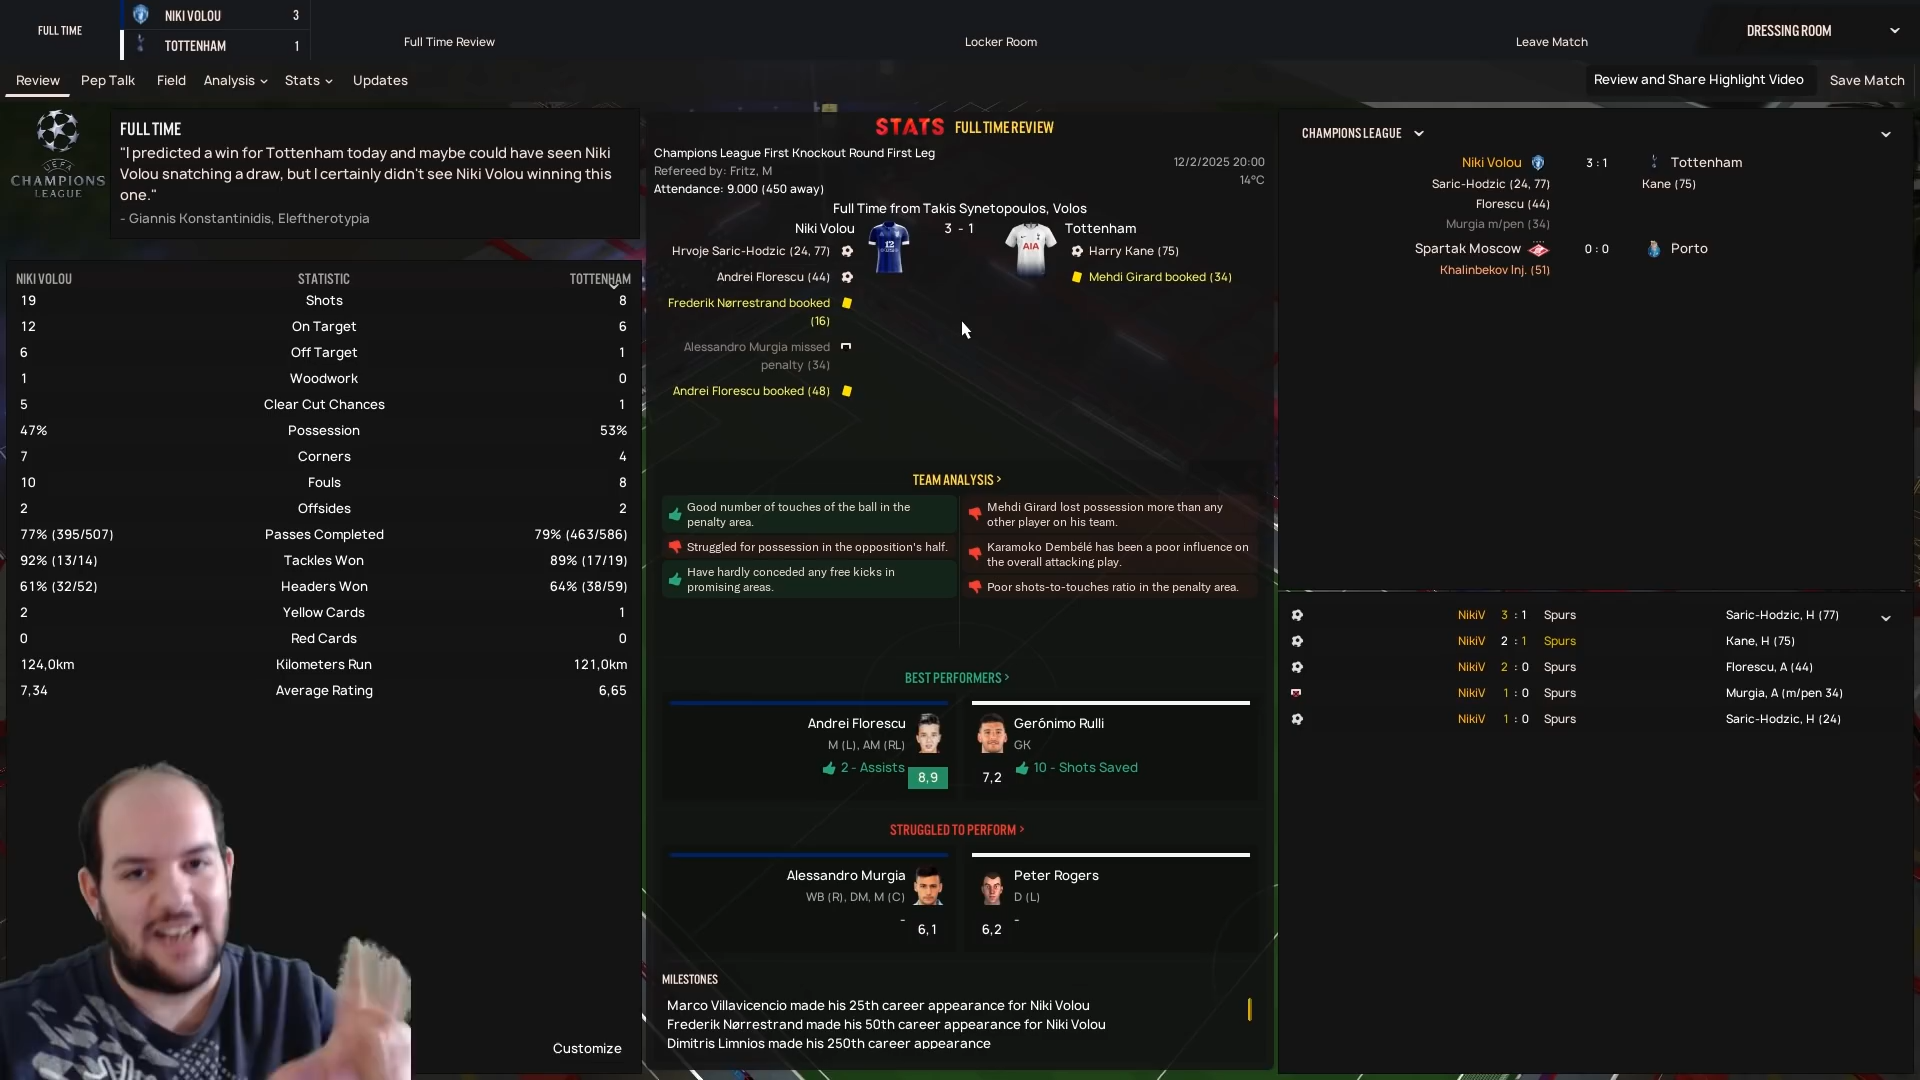 FULL TIME
NIKI VOLOU 3
TOTTENHAM 1
Full Time Review
Locker Room
Leave Match
DRESSING ROOM
Review Pep Talk Field Analysis Stats Updates
Review and Share Highlight Video Save Match
UEFA
CHAMPIONS
LEAGUE
FULL TIME
"I predicted a win for Tottenham today and maybe could have seen Niki
Volou snatching a draw, but I certainly didn't see Niki Volou winning this
one."
- Giannis Konstantinidis, Eleftherotypia
NIKI VOLOU STATISTIC TOTTENHAM
19 Shots 8
12 On Target 6
6 Off Target 1
1 Woodwork 0
5 Clear Cut Chances 1
47% Possession 53%
7 Corners 4
10 Fouls 8
2 Offsides 2
77% (395/507) Passes Completed 79% (463/586)
92% (13/14) Tackles Won 89% (17/19)
61% (32/52) Headers Won 64% (38/59)
2 Yellow Cards 1
0 Red Cards 0
124,0km Kilometers Run 121,0km
7,34 Average Rating 6,65
Customize
STATS FULL TIME REVIEW
Champions League First Knockout Round First Leg
Refereed by: Fritz, M
Attendance: 9.000 (450 away)
12/2/2025 20:00
14°C
Full Time from Takis Synetopoulos, Volos
Niki Volou 3 - 1 Tottenham
12
AIA
Hrvoje Saric-Hodzic (24, 77)
Andrei Florescu (44)
Frederik Nørrestrand booked
(16)
Alessandro Murgia missed
penalty (34)
Andrei Florescu booked (48)
Harry Kane (75)
Mehdi Girard booked (34)
TEAM ANALYSIS >
Good number of touches of the ball in the
penalty area.
Struggled for possession in the opposition's half.
Have hardly conceded any free kicks in
promising areas.
Mehdi Girard lost possession more than any
other player on his team.
Karamoko Dembélé has been a poor influence on
the overall attacking play.
Poor shots-to-touches ratio in the penalty area.
BEST PERFORMERS >
Andrei Florescu
M (L), AM (RL)
2 - Assists
8,9
Gerónimo Rulli
GK
7,2
10 - Shots Saved
STRUGGLED TO PERFORM >
Alessandro Murgia
WB (R), DM, M (C)
-
6,1
Peter Rogers
D (L)
-
6,2
MILESTONES
Marco Villavicencio made his 25th career appearance for Niki Volou
Frederik Nørrestrand made his 50th career appearance for Niki Volou
Dimitris Limnios made his 250th career appearance
CHAMPIONS LEAGUE
Niki Volou 3 : 1 Tottenham
Saric-Hodzic (24, 77) Kane (75)
Florescu (44)
Murgia m/pen (34)
Spartak Moscow 0 : 0 Porto
Khalinbekov Inj. (51)
NikiV 3 : 1 Spurs Saric-Hodzic, H (77)
NikiV 2 : 1 Spurs Kane, H (75)
NikiV 2 : 0 Spurs Florescu, A (44)
NikiV 1 : 0 Spurs Murgia, A (m/pen 34)
NikiV 1 : 0 Spurs Saric-Hodzic, H (24)